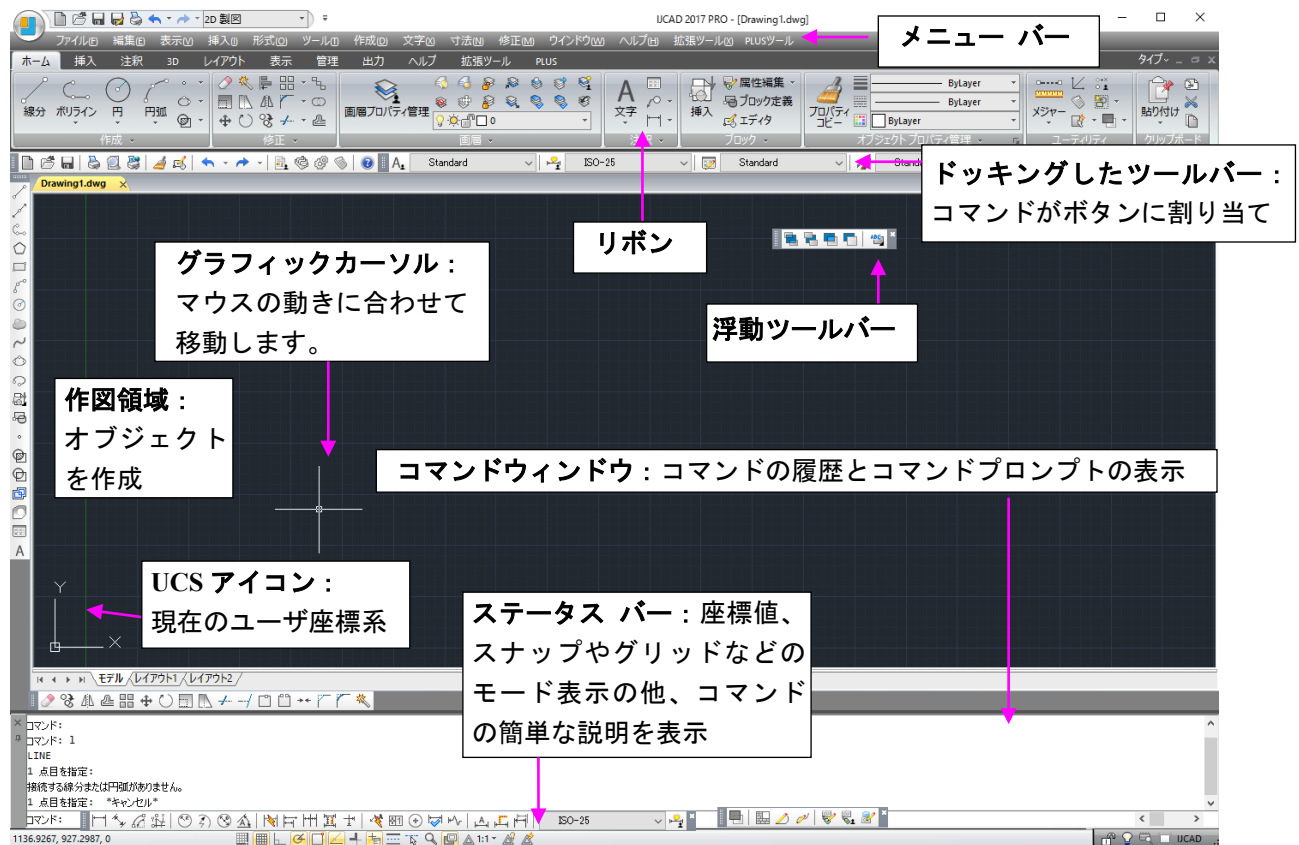 2D 製図
IJCAD 2017 PRO - [Drawing1.dwg]
ファイル(F) 編集(E) 表示(V) 挿入(I) 形式(O) ツール(T) 作成(D) 文字(X) 寸法(N) 修正(M) ウインドウ(W) ヘルプ(H) 拡張ツール(X) PLUSツール
メニュー バー
ホーム 挿入 注釈 3D レイアウト 表示 管理 出力 ヘルプ 拡張ツール PLUS
タイプ
線分 ポリライン 円 円弧
作成
修正
画層プロパティ管理
0
画層
文字
注釈
挿入
属性編集
ブロック定義
エディタ
ブロック
プロパティ
コピー
ByLayer
ByLayer
ByLayer
オブジェクトプロパティ管理
メジャー
ユーティリティ
貼り付け
クリップボード
Standard
ISO-25
Standard
Drawing1.dwg
ドッキングしたツールバー：
コマンドがボタンに割り当て
リボン
浮動ツールバー
グラフィックカーソル：
マウスの動きに合わせて
移動します。
作図領域：
オブジェクト
を作成
コマンドウィンドウ：コマンドの履歴とコマンドプロンプトの表示
UCS アイコン：
現在のユーザ座標系
Y
X
ステータス バー：座標値、
スナップやグリッドなどの
モード表示の他、コマンド
の簡単な説明を表示
モデル レイアウト1 レイアウト2
コマンド:
コマンド: l
LINE
1 点目を指定:
接続する線分または円弧がありません。
1 点目を指定: *キャンセル*
コマンド:
ISO-25
1136.9267, 927.2987, 0
1:1
IJCAD